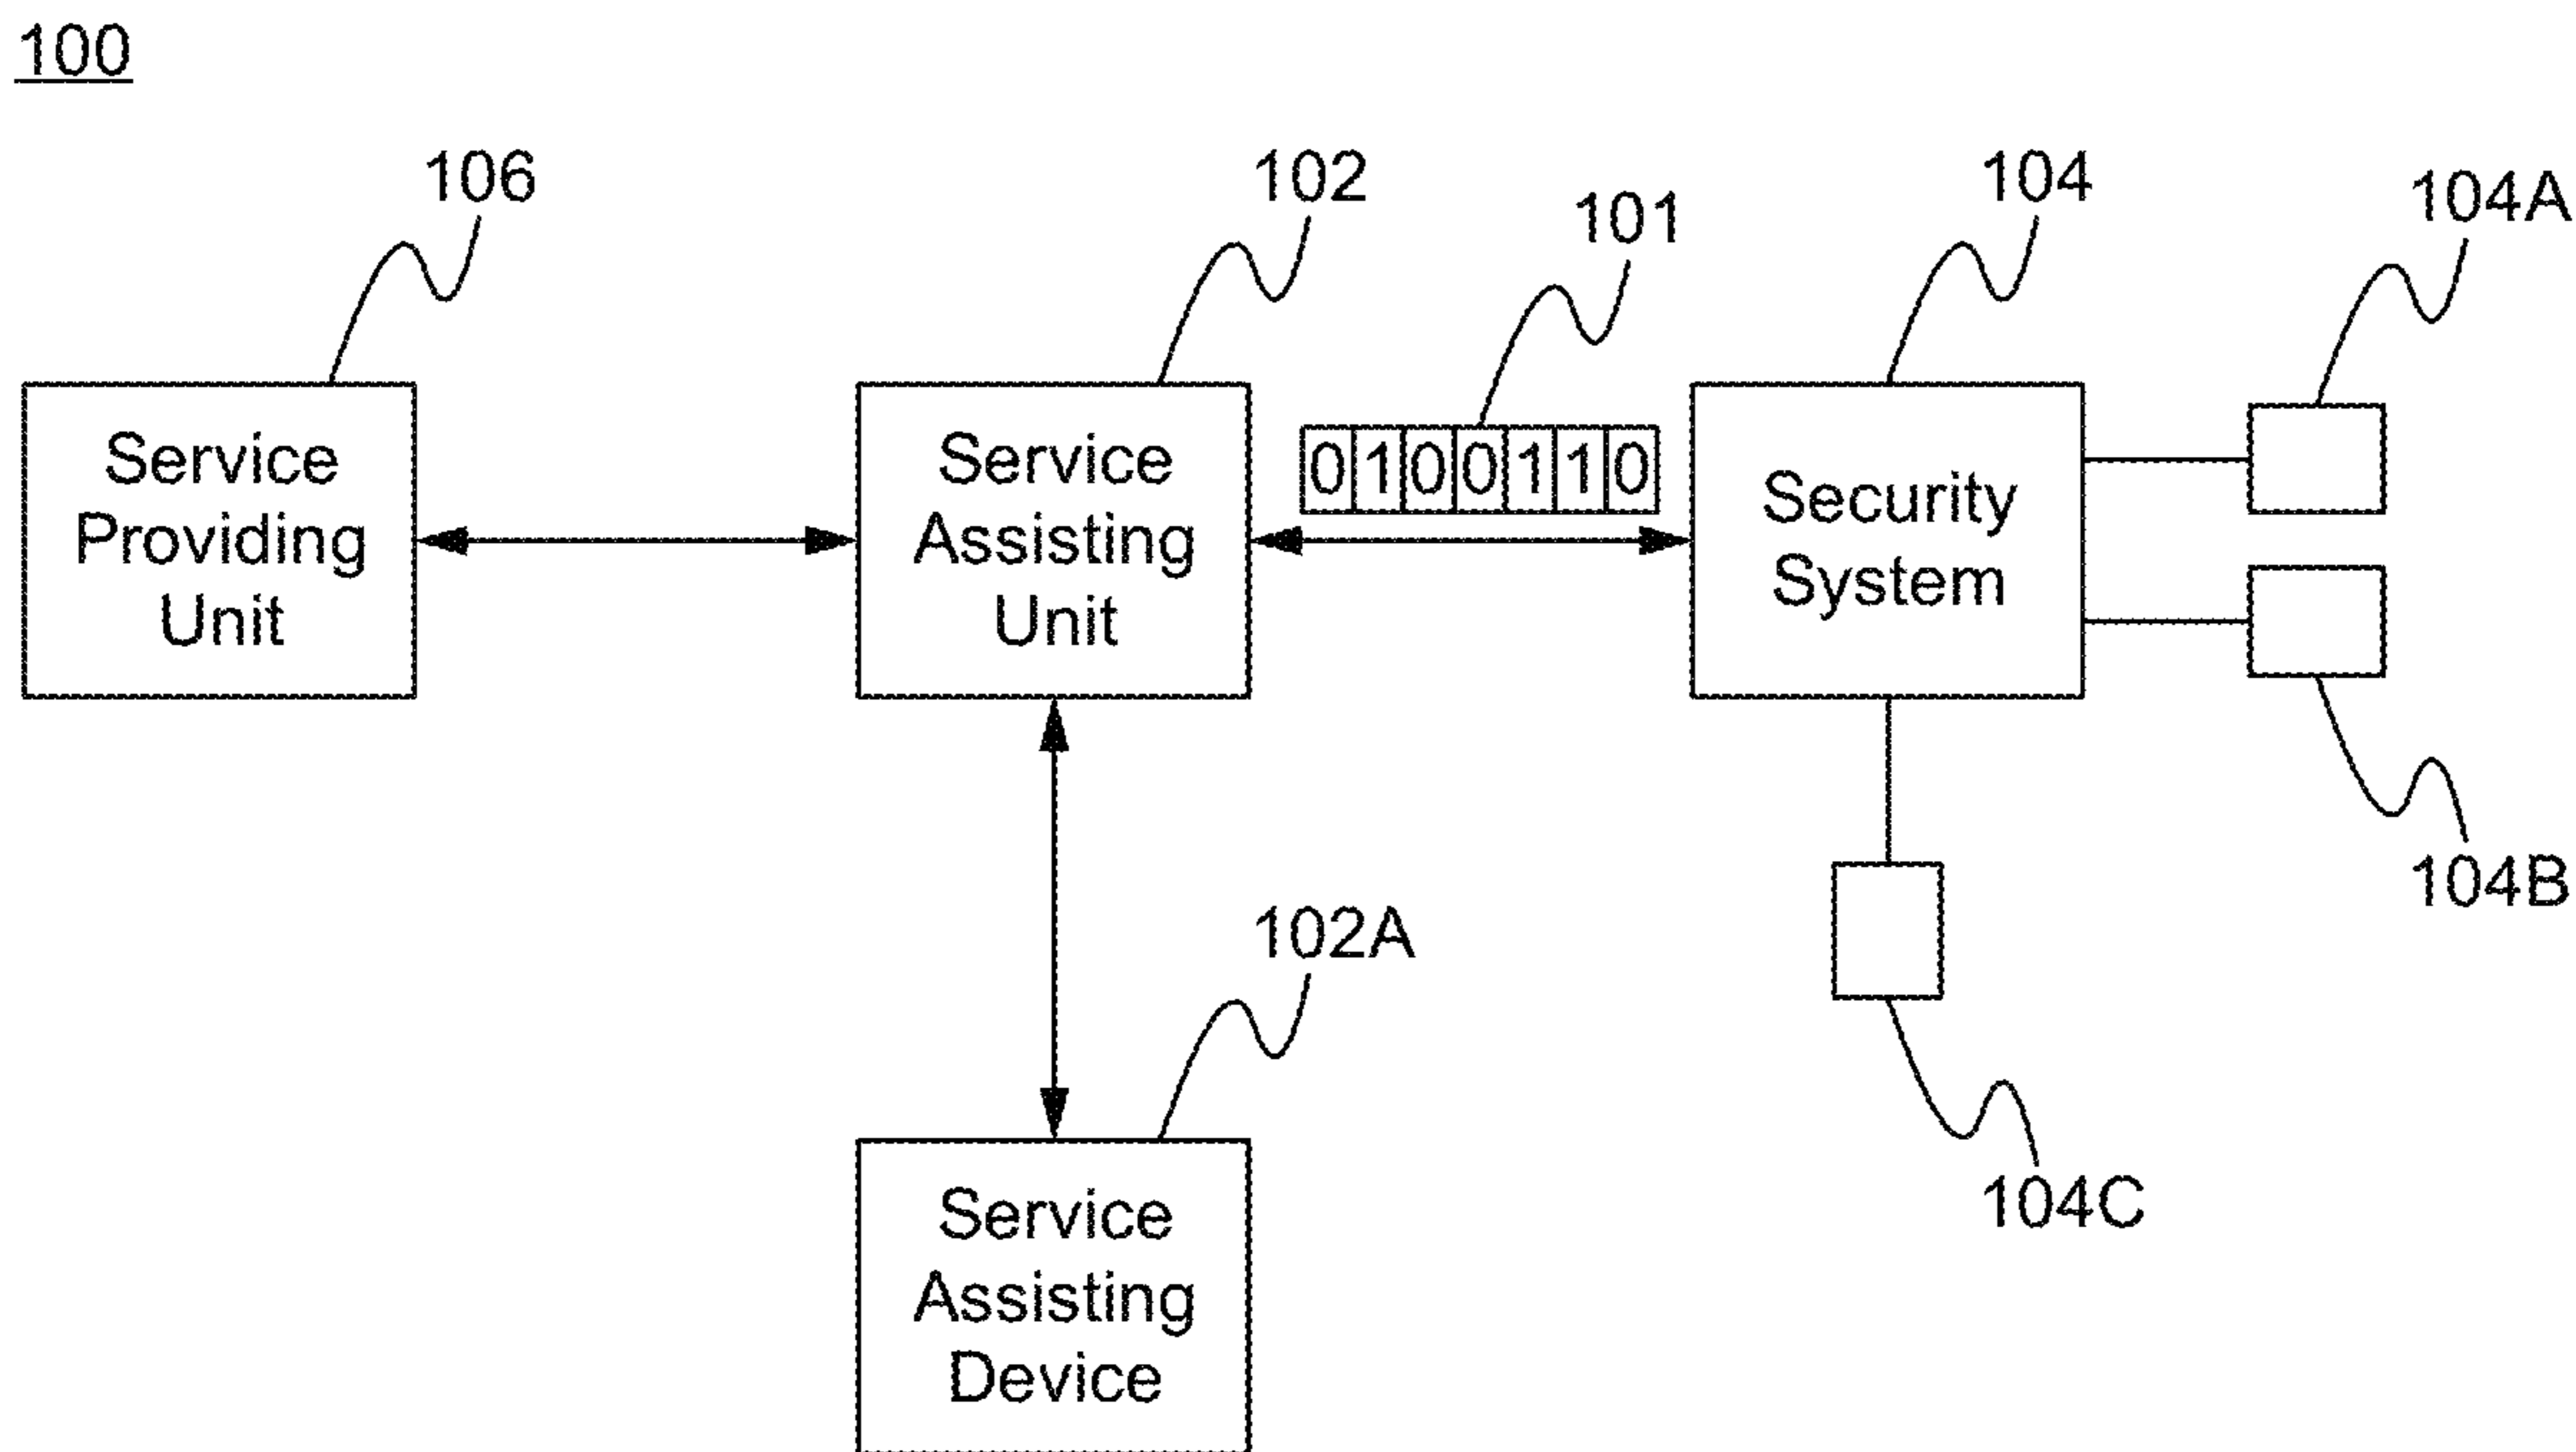 100
106
102
101
104
104A
Service
Providing
Unit
Service
Assisting
Unit
0 1 0 0 1 1 0
Security
System
104B
102A
104C
Service
Assisting
Device